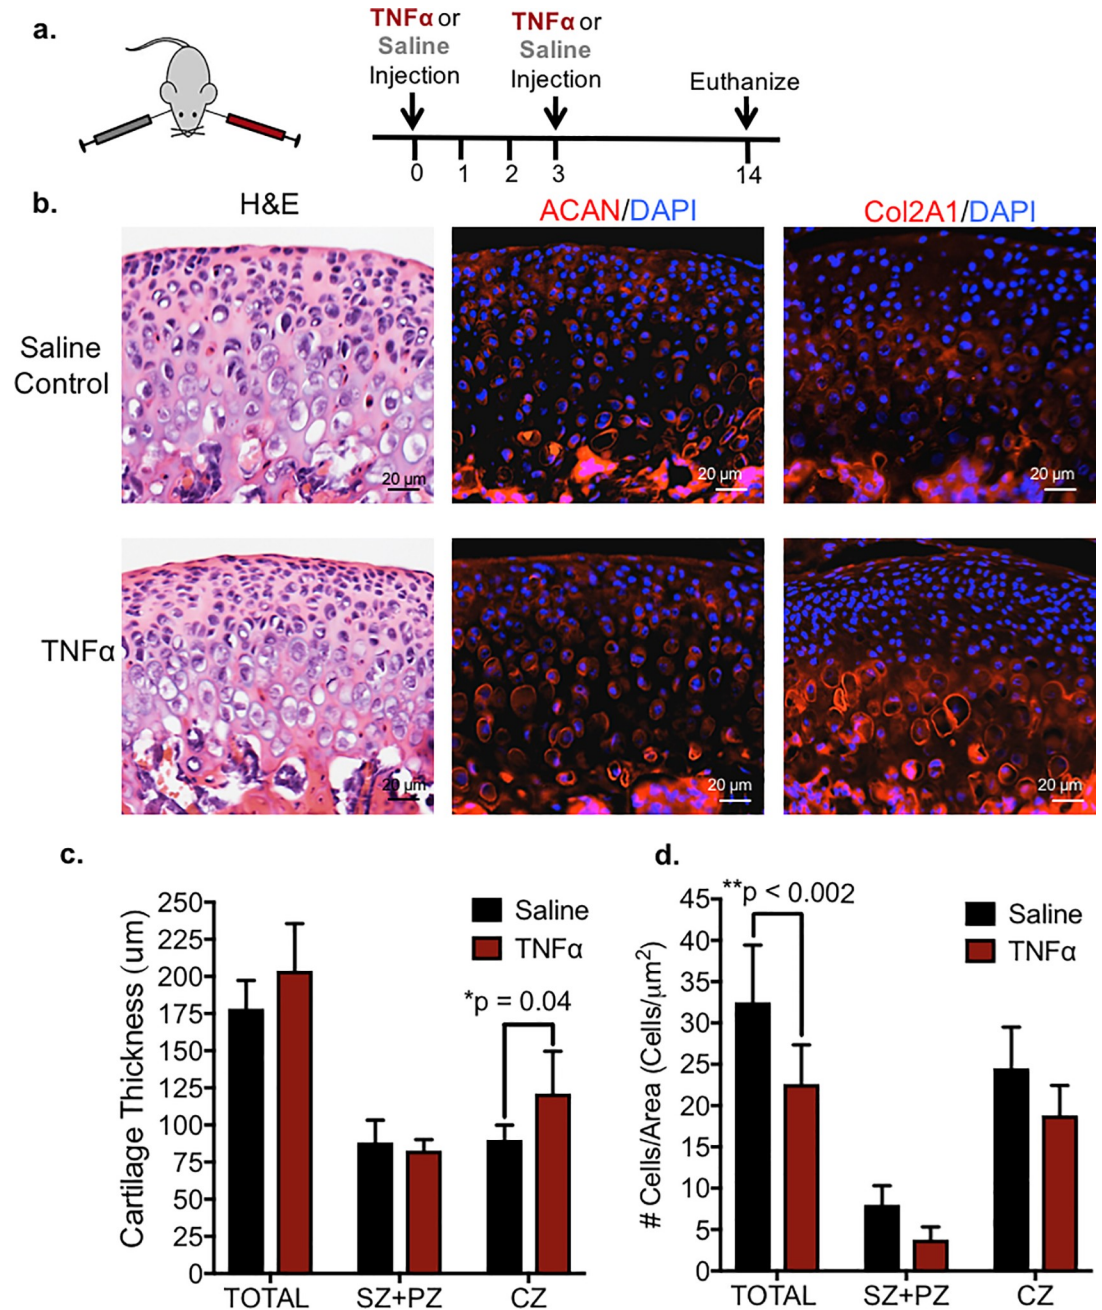 a.
TNFα or
Saline
Injection
TNFα or
Saline
Injection
Euthanize
0 1 2 3 14
b.
H&E
ACAN/DAPI
Col2A1/DAPI
Saline
Control
20 µm
20 µm
20 µm
TNFα
20 µm
20 µm
20 µm
c.
Cartilage Thickness (um)
250
225
200
175
150
125
100
75
50
25
0
Saline
TNFα
*p = 0.04
TOTAL SZ+PZ CZ
d.
# Cells/Area (Cells/µm2)
45
40
35
30
25
20
15
10
5
0
**p < 0.002
Saline
TNFα
TOTAL SZ+PZ CZ